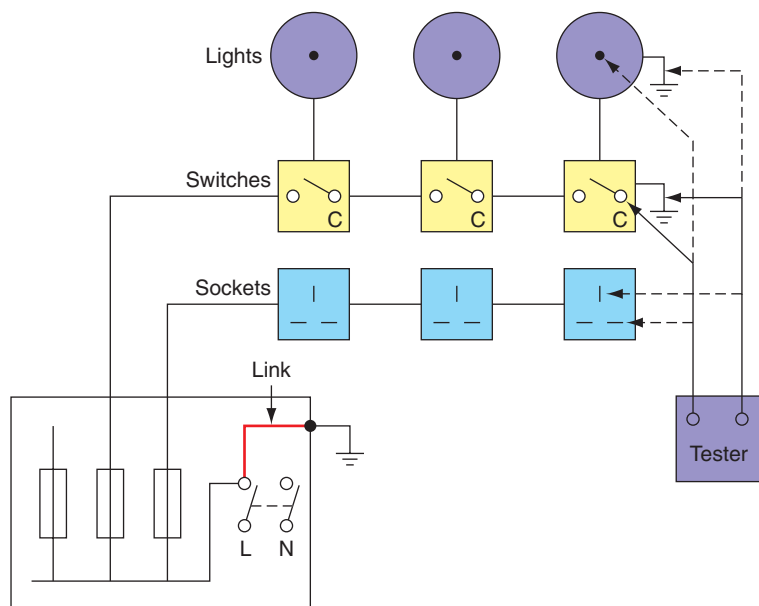 Lights
Switches
C
C
C
Sockets
Link
Tester
L
N